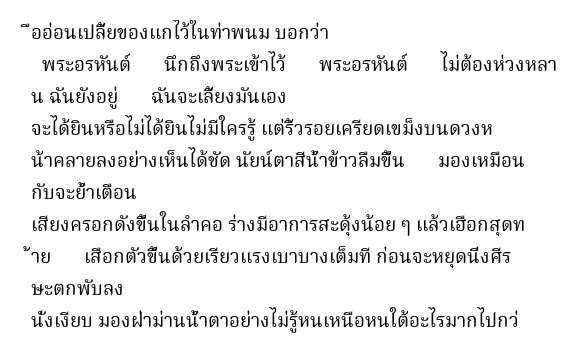 ืออ่อนเปลี้ยของแกไว้ในท่าพนม บอกว่า
พระอรหันต์ นึกถึงพระเข้าไว้ พระอรหันต์ ไม่ต้องห่วงหลา
น ฉันยังอยู่ ฉันจะเลี้ยงมันเอง
จะได้ยินหรือไม่ได้ยินไม่มีใครรู้ แต่ริ้วรอยเครียดเขม็งบนดวงห
น้าคลายลงอย่างเห็นได้ชัด นัยน์ตาสีน้ำข้าวลืมขึ้น มองเหมือน
กับจะย้ำเตือน
เสียงครอกดังขึ้นในลำคอ ร่างมีอาการสะดุ้งน้อย ๆ แล้วเฮือกสุดท
้าย เสือกตัวขึ้นด้วยเรี่ยวแรงเบาบางเต็มที ก่อนจะหยุดนิ่งศีร
ษะตกพับลง
นั่งเงียบ มองฝ่าม่านน้ำตาอย่างไม่รู้หนเหนือหนใต้อะไรมากไปกว่